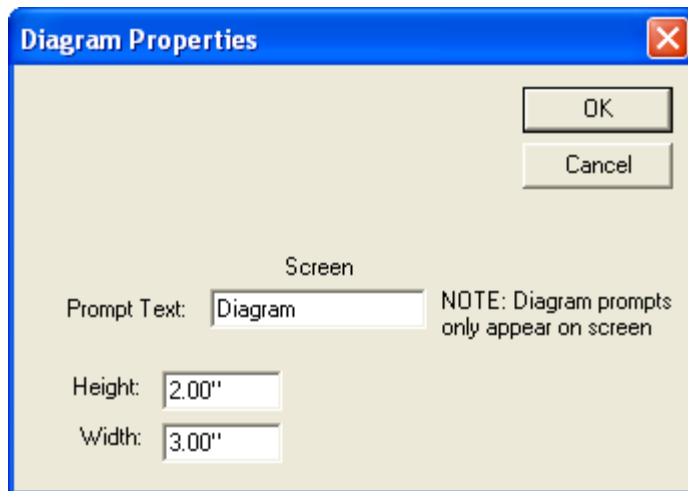 Diagram Properties
OK
Cancel
Screen
Prompt Text: Diagram NOTE: Diagram prompts
only appear on screen
Height: 2.00"
Width: 3.00"